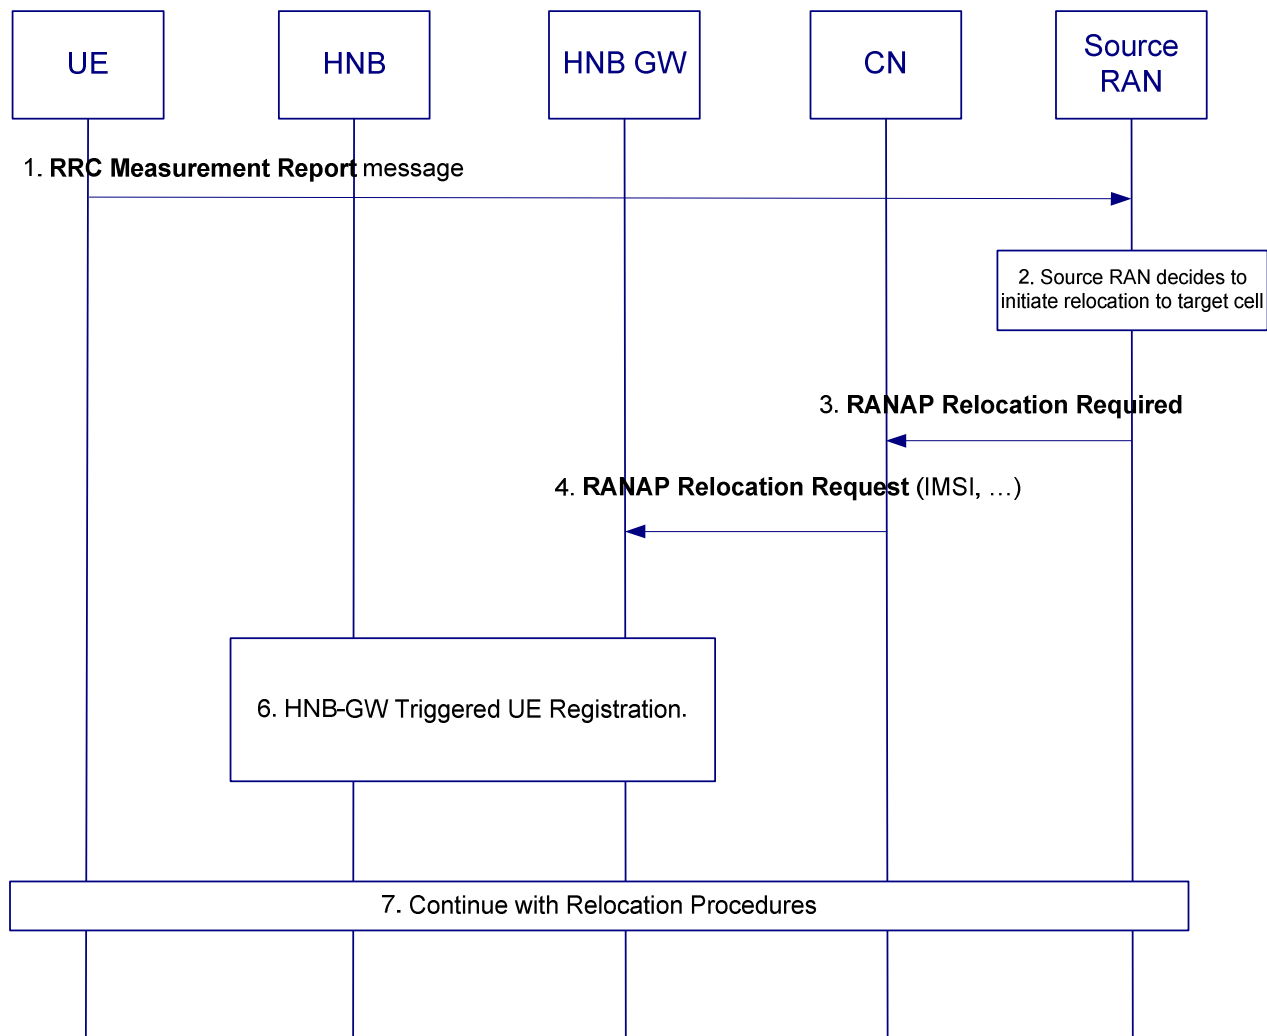 UE
HNB
HNB GW
CN
Source
RAN
1. RRC Measurement Report message
2. Source RAN decides to
initiate relocation to target cell
3. RANAP Relocation Required
4. RANAP Relocation Request (IMSI, …)
6. HNB-GW Triggered UE Registration.
7. Continue with Relocation Procedures